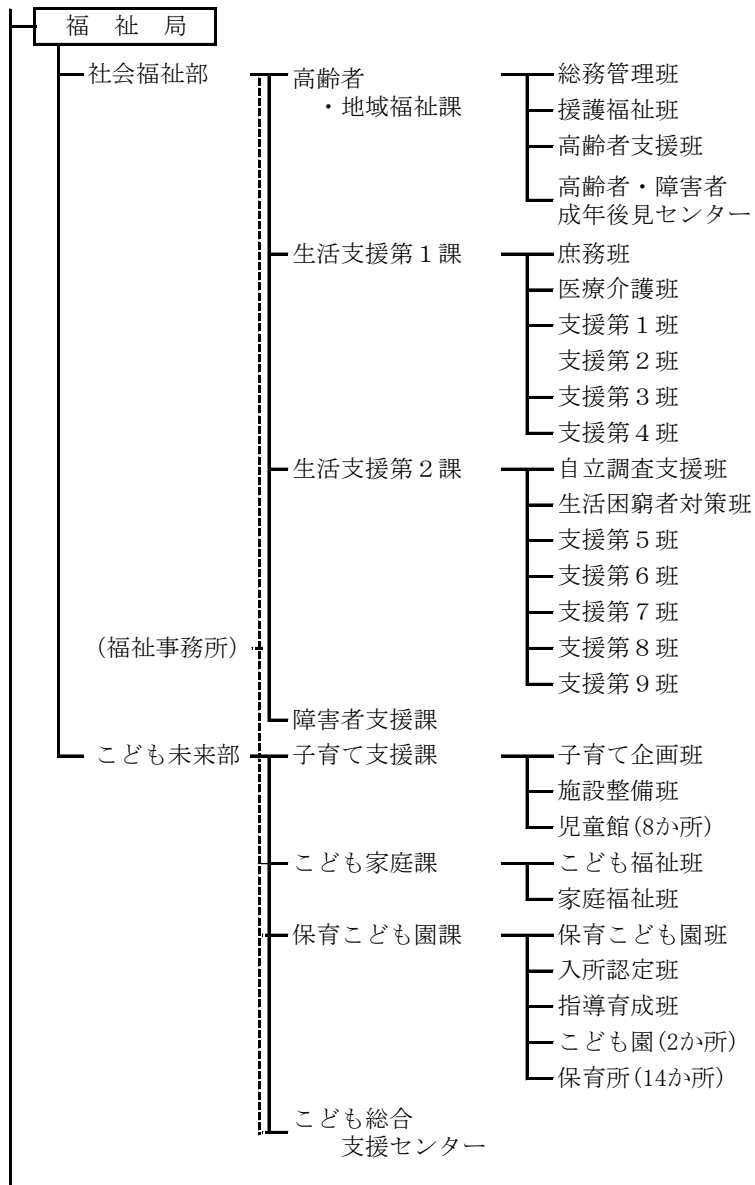 福祉局
社会福祉部
高齢者
・地域福祉課
総務管理班
援護福祉班
高齢者支援班
高齢者・障害者
成年後見センター
生活支援第１課
庶務班
医療介護班
支援第１班
支援第２班
支援第３班
支援第４班
生活支援第２課
自立調査支援班
生活困窮者対策班
支援第５班
支援第６班
支援第７班
支援第８班
支援第９班
(福祉事務所)
障害者支援課
こども未来部
子育て支援課
子育て企画班
施設整備班
児童館(8か所)
こども家庭課
こども福祉班
家庭福祉班
保育こども園課
保育こども園班
入所認定班
指導育成班
こども園(2か所)
保育所(14か所)
こども総合
支援センター